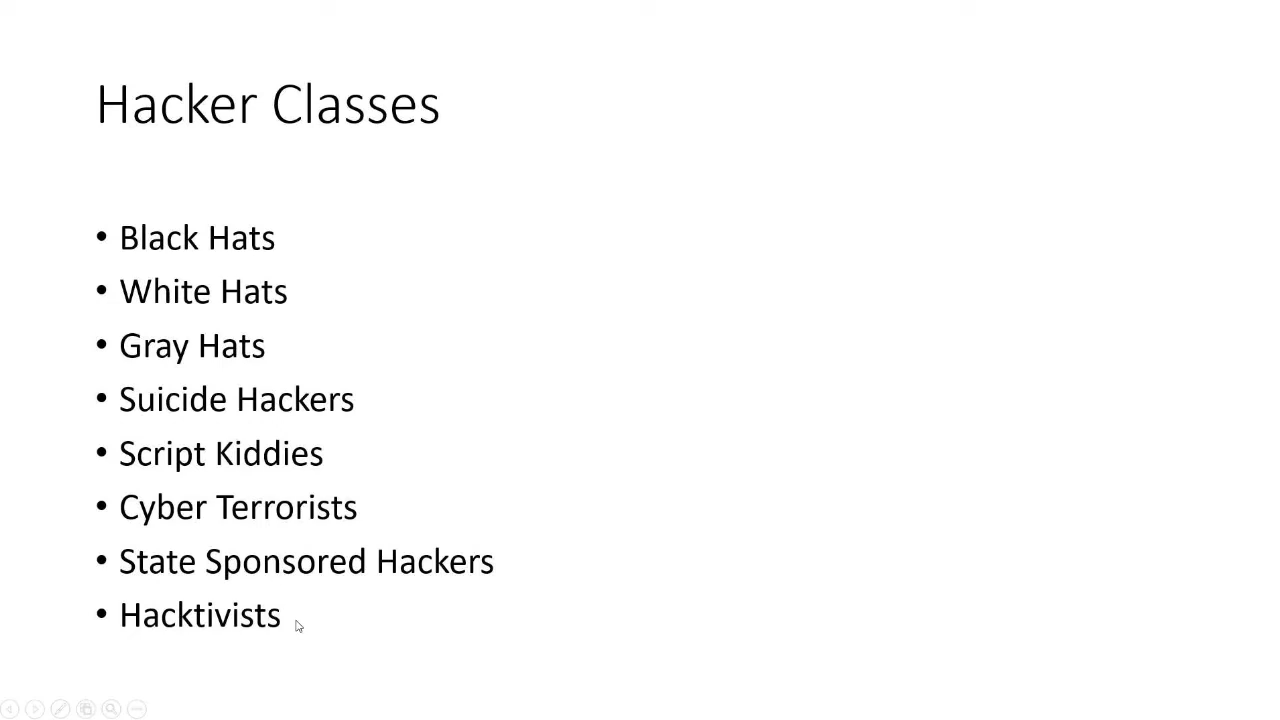 Hacker Classes
• Black Hats
• White Hats
• Gray Hats
• Suicide Hackers
• Script Kiddies
• Cyber Terrorists
• State Sponsored Hackers
• Hacktivists